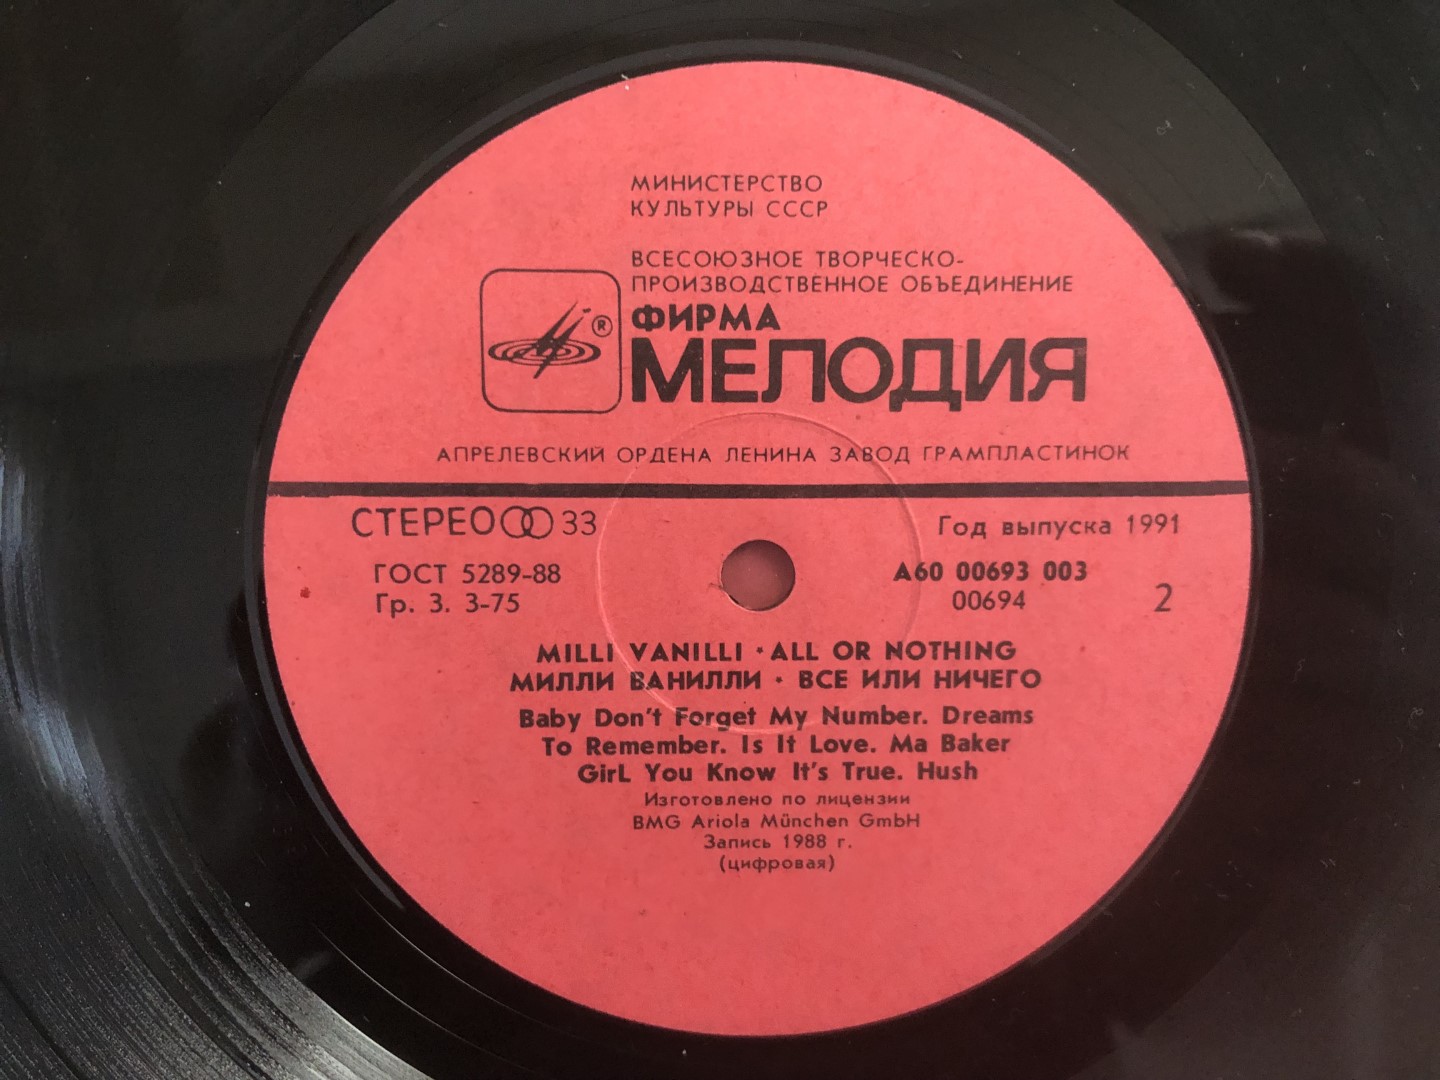 МИНИСТЕРСТВО
КУЛЬТУРЫ СССР
ВСЕСОЮЗНОЕ ТВОРЧЕСКО-
ПРОИЗВОДСТВЕННОЕ ОБЪЕДИНЕНИЕ
ФИРМА
®
МЕЛОДИЯ
АПРЕЛЕВСКИЙ ОРДЕНА ЛЕНИНА ЗАВОД ГРАМПЛАСТИНОК
СТЕРЕО 33
Год выпуска 1991
ГОСТ 5289-88
А60 00693 003
Гр. 3. 3-75
00694
2
MILLI VANILLI · ALL OR NOTHING
МИЛЛИ ВАНИЛЛИ · ВСЕ ИЛИ НИЧЕГО
Baby Don't Forget My Number. Dreams
To Remember. Is It Love. Ma Baker
GirL You Know It's True. Hush
Изготовлено по лицензии
BMG Ariola München GmbH
Запись 1988 г.
(цифровая)